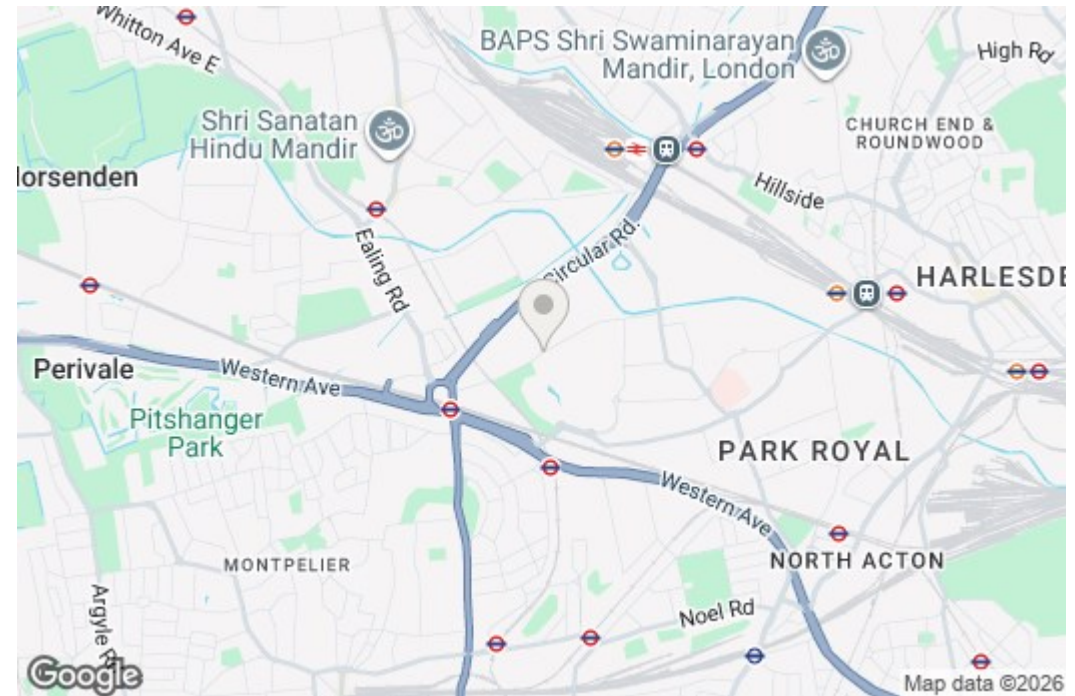 Whitton Ave E
BAPS Shri Swaminarayan
Mandir, London
High Rd
Shri Sanatan
Hindu Mandir
CHURCH END &
ROUNDWOOD
Horsenden
Hillside
Ealing Rd
Circular Rd.
HARLESDE
Perivale
Western Ave
Pitshanger
Park
PARK ROYAL
Western Ave
MONTPELIER
NORTH ACTON
Argyle R
Noel Rd
Google
Map data ©2026